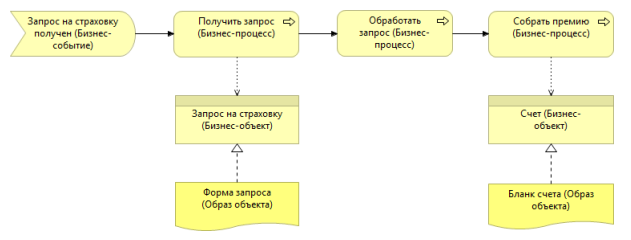 Запрос на страховку
получен (Бизнес-
событие)
Получить запрос
(Бизнес-процесс)
Обработать
запрос (Бизнес-
процесс)
Собрать премию
(Бизнес-процесс)
Запрос на страховку
(Бизнес-объект)
Счет (Бизнес-
объект)
Форма запроса
(Образ объекта)
Бланк счета (Образ
объекта)